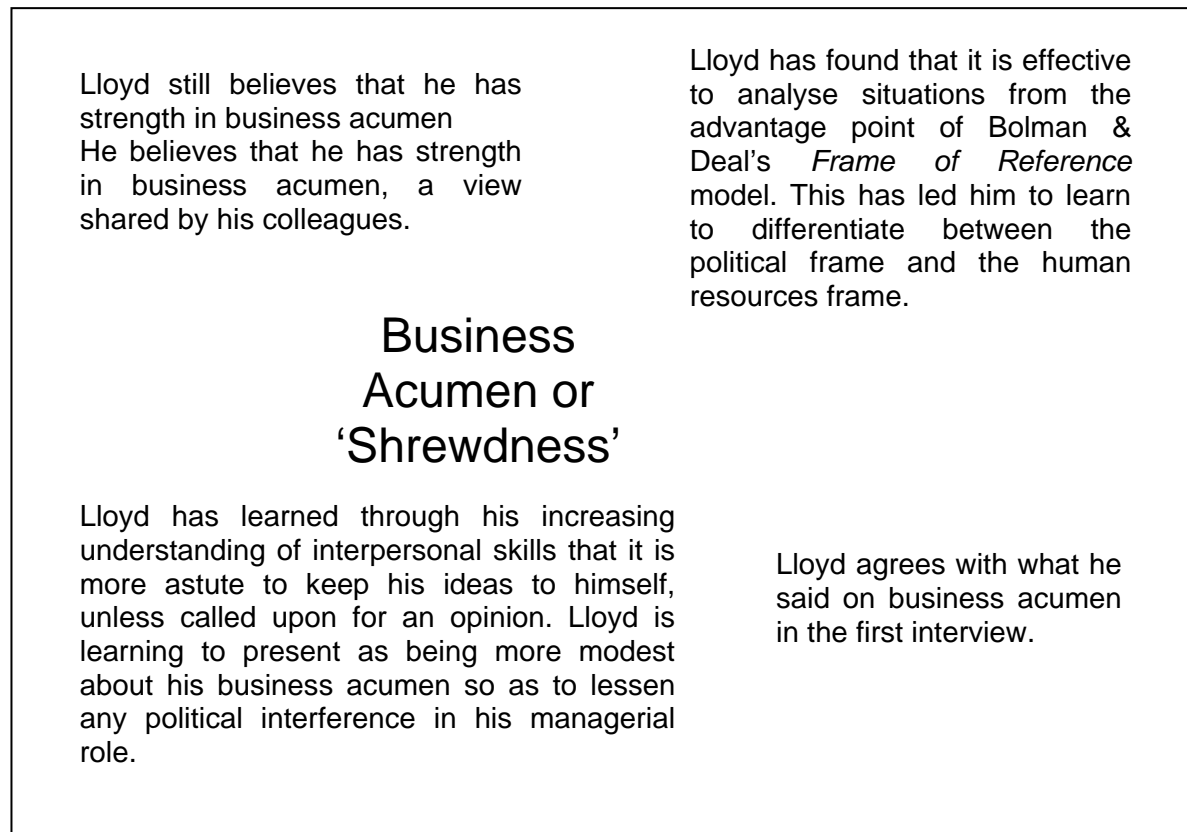 Lloyd still believes that he has
strength in business acumen
He believes that he has strength
in business acumen, a view
shared by his colleagues.
Lloyd has found that it is effective
to analyse situations from the
advantage point of Bolman &
Deal’s Frame of Reference
model. This has led him to learn
to differentiate between the
political frame and the human
resources frame.
Business
Acumen or
‘Shrewdness’
Lloyd has learned through his increasing
understanding of interpersonal skills that it is
more astute to keep his ideas to himself,
unless called upon for an opinion. Lloyd is
learning to present as being more modest
about his business acumen so as to lessen
any political interference in his managerial
role.
Lloyd agrees with what he
said on business acumen
in the first interview.